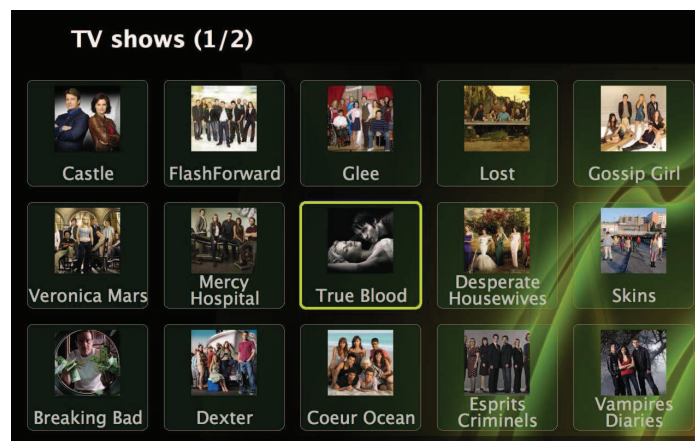 TV shows (1/2)
Castle
FlashForward
Glee
Lost
Gossip Girl
Veronica Mars
Mercy
Hospital
True Blood
Desperate
Housewives
Skins
Breaking Bad
Dexter
Coeur Ocean
Esprits
Criminels
Vampires
Diaries